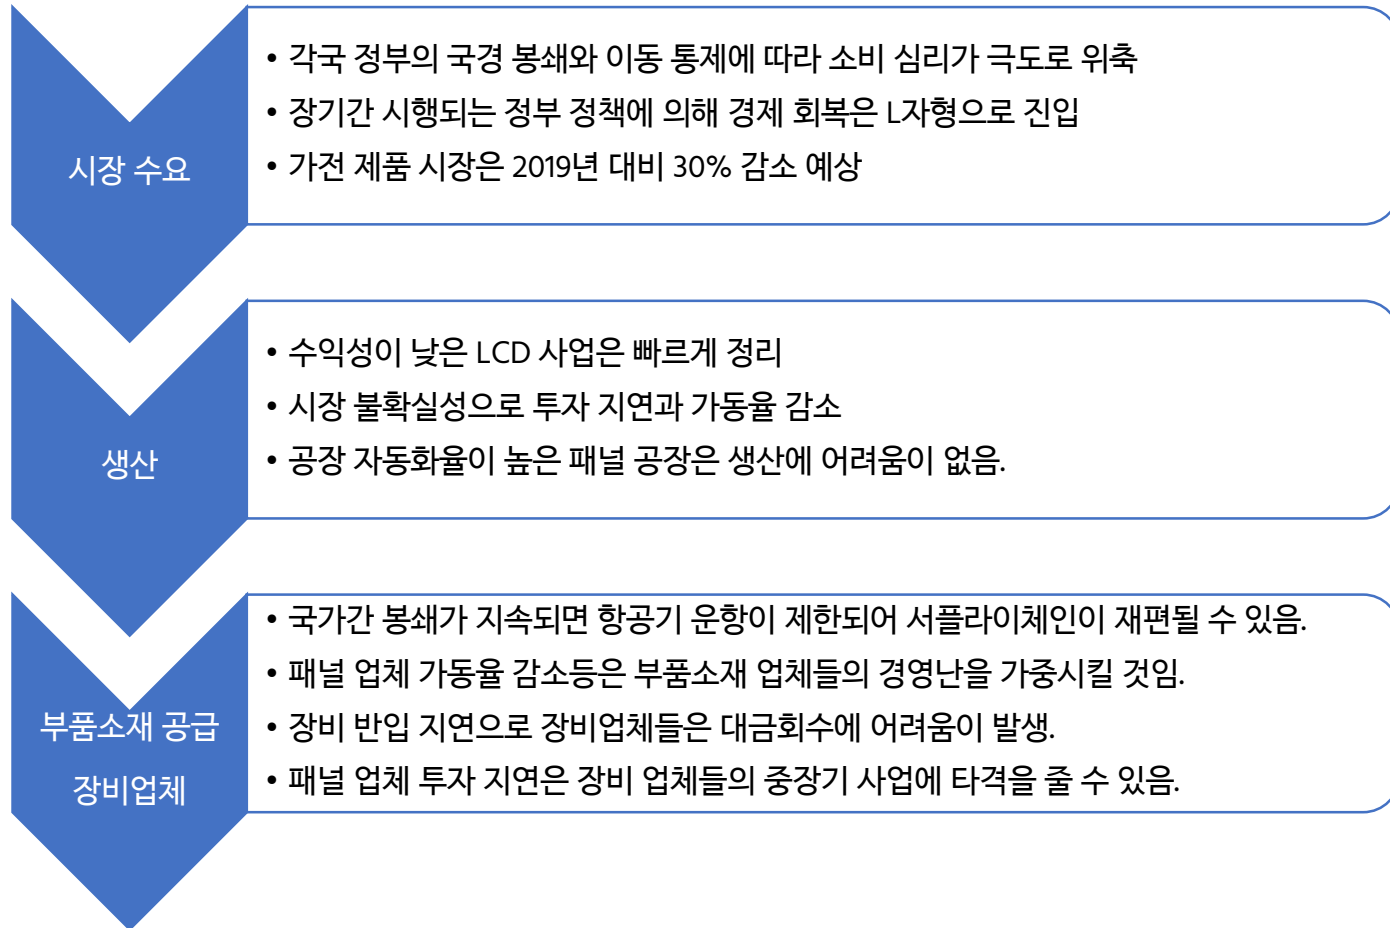 시장 수요
• 각국 정부의 국경 봉쇄와 이동 통제에 따라 소비 심리가 극도로 위축
• 장기간 시행되는 정부 정책에 의해 경제 회복은 L자형으로 진입
• 가전 제품 시장은 2019년 대비 30% 감소 예상
생산
• 수익성이 낮은 LCD 사업은 빠르게 정리
• 시장 불확실성으로 투자 지연과 가동율 감소
• 공장 자동화율이 높은 패널 공장은 생산에 어려움이 없음.
부품소재 공급
장비업체
• 국가간 봉쇄가 지속되면 항공기 운항이 제한되어 서플라이체인이 재편될 수 있음.
• 패널 업체 가동율 감소등은 부품소재 업체들의 경영난을 가중시킬 것임.
• 장비 반입 지연으로 장비업체들은 대금회수에 어려움이 발생.
• 패널 업체 투자 지연은 장비 업체들의 중장기 사업에 타격을 줄 수 있음.